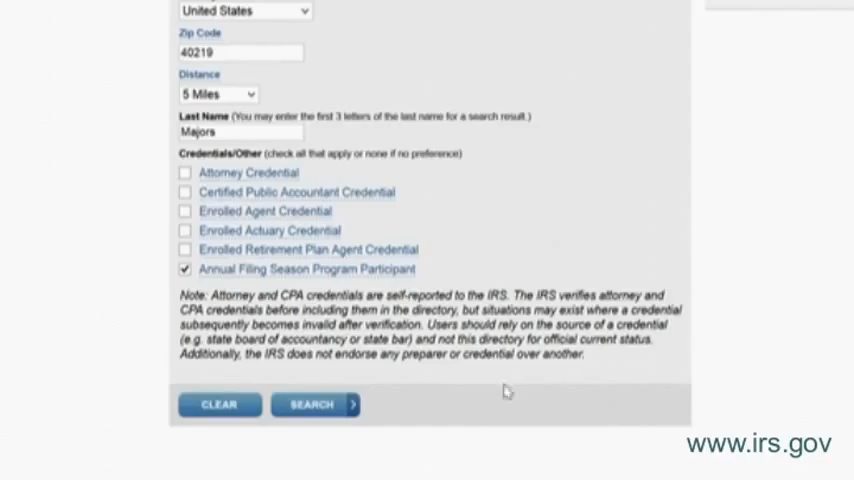 United States
Zip Code
40219
Distance
5 Miles
Last Name (You may enter the first 3 letters of the last name for a search result.)
Majors
Credentials/Other (check all that apply or none if no preference)
Attorney Credential
Certified Public Accountant Credential
Enrolled Agent Credential
Enrolled Actuary Credential
Enrolled Retirement Plan Agent Credential
Annual Filing Season Program Participant
Note: Attorney and CPA credentials are self-reported to the IRS. The IRS verifies attorney and
CPA credentials before including them in the directory, but situations may exist where a credential
subsequently becomes invalid after verification. Users should rely on the source of a credential
(e.g. state board of accountancy or state bar) and not this directory for official current status.
Additionally, the IRS does not endorse any preparer or credential over another.
CLEAR
SEARCH
www.irs.gov